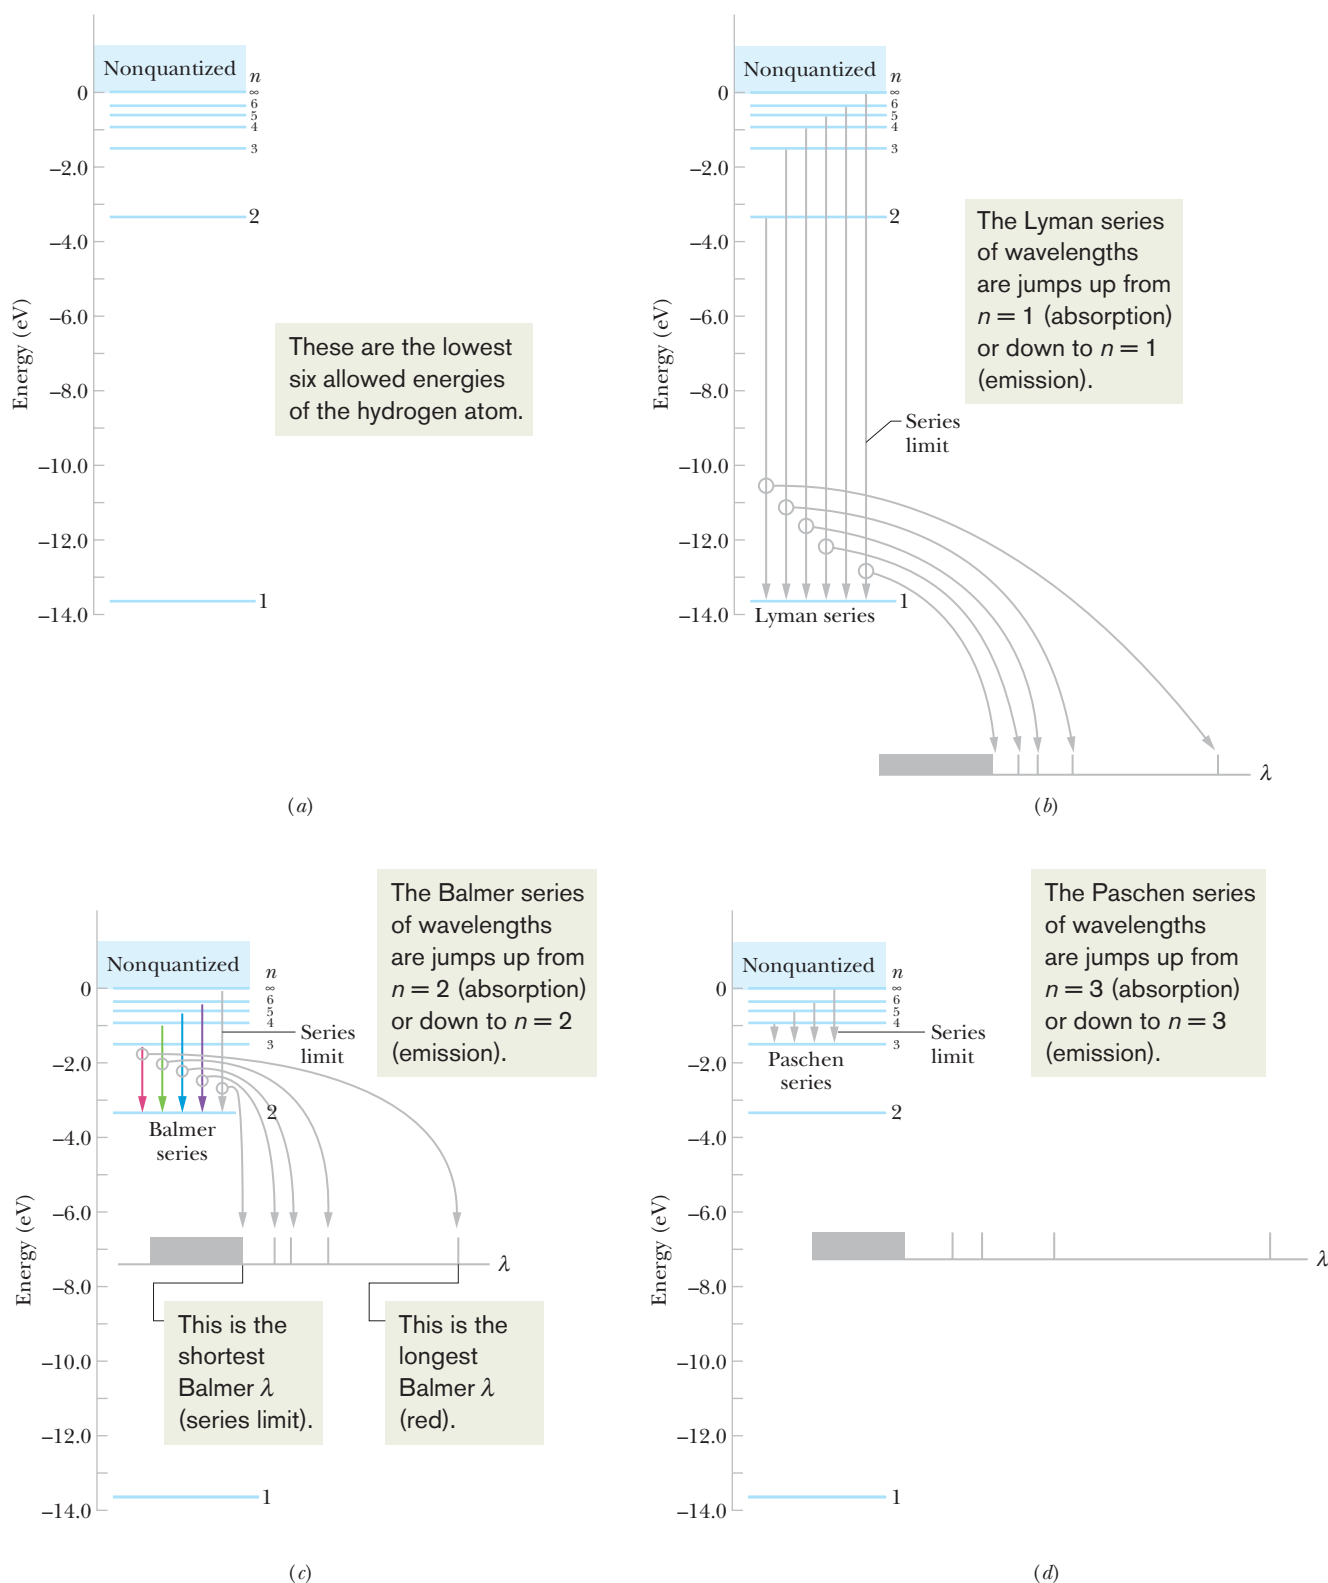 Nonquantized
n
0
∞
6
5
4
3
–2.0
2
–4.0
Energy (eV)
–6.0
These are the lowest
six allowed energies
of the hydrogen atom.
–8.0
–10.0
–12.0
1
–14.0
(a)
Nonquantized
n
0
∞
6
5
4
3
–2.0
2
The Lyman series
of wavelengths
are jumps up from
n = 1 (absorption)
or down to n = 1
(emission).
–4.0
Energy (eV)
–6.0
–8.0
Series
limit
–10.0
–12.0
1
–14.0
Lyman series
λ
(b)
The Balmer series
of wavelengths
are jumps up from
n = 2 (absorption)
or down to n = 2
(emission).
Nonquantized
n
0
∞
6
5
4
3
Series
limit
–2.0
2
Balmer
series
–4.0
Energy (eV)
–6.0
λ
–8.0
This is the
shortest
Balmer λ
(series limit).
This is the
longest
Balmer λ
(red).
–10.0
–12.0
1
–14.0
(c)
The Paschen series
of wavelengths
are jumps up from
n = 3 (absorption)
or down to n = 3
(emission).
Nonquantized
n
0
∞
6
5
4
3
Series
limit
Paschen
series
–2.0
2
–4.0
Energy (eV)
–6.0
λ
–8.0
–10.0
–12.0
1
–14.0
(d)